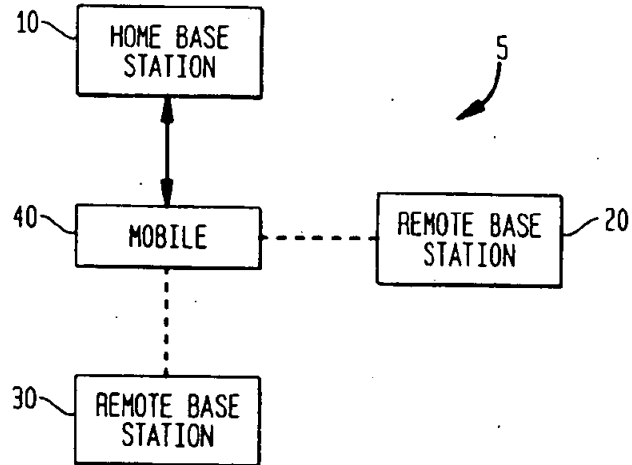 10
HOME BASE
STATION
5
40
MOBILE
REMOTE BASE
STATION
20
30
REMOTE BASE
STATION